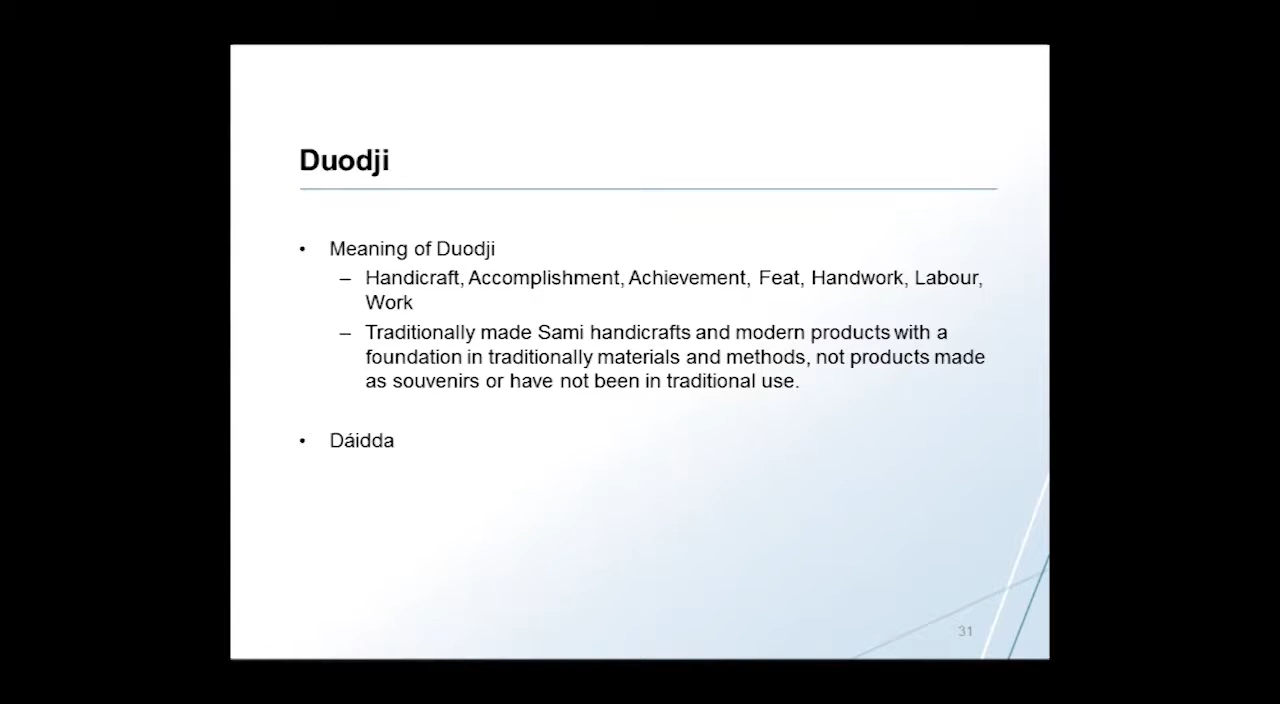 Duodji
• Meaning of Duodji
– Handicraft, Accomplishment, Achievement, Feat, Handwork, Labour,
Work
– Traditionally made Sami handicrafts and modern products with a
foundation in traditionally materials and methods, not products made
as souvenirs or have not been in traditional use.
• Dáidda
31